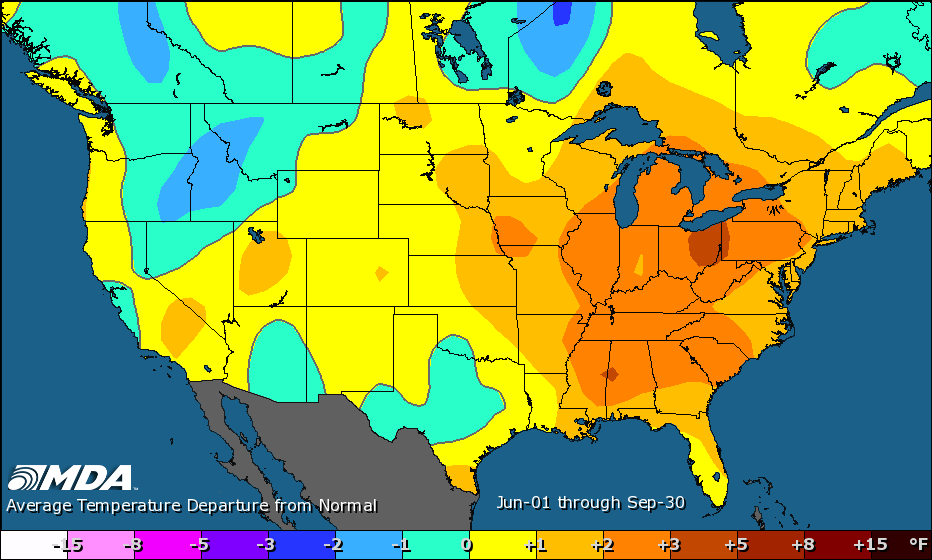 MDA
Average Temperature Departure from Normal
Jun-01 through Sep-30
-15 -8 -5 -3 -2 -1 0 +1 +2 +3 +5 +8 +15 °F